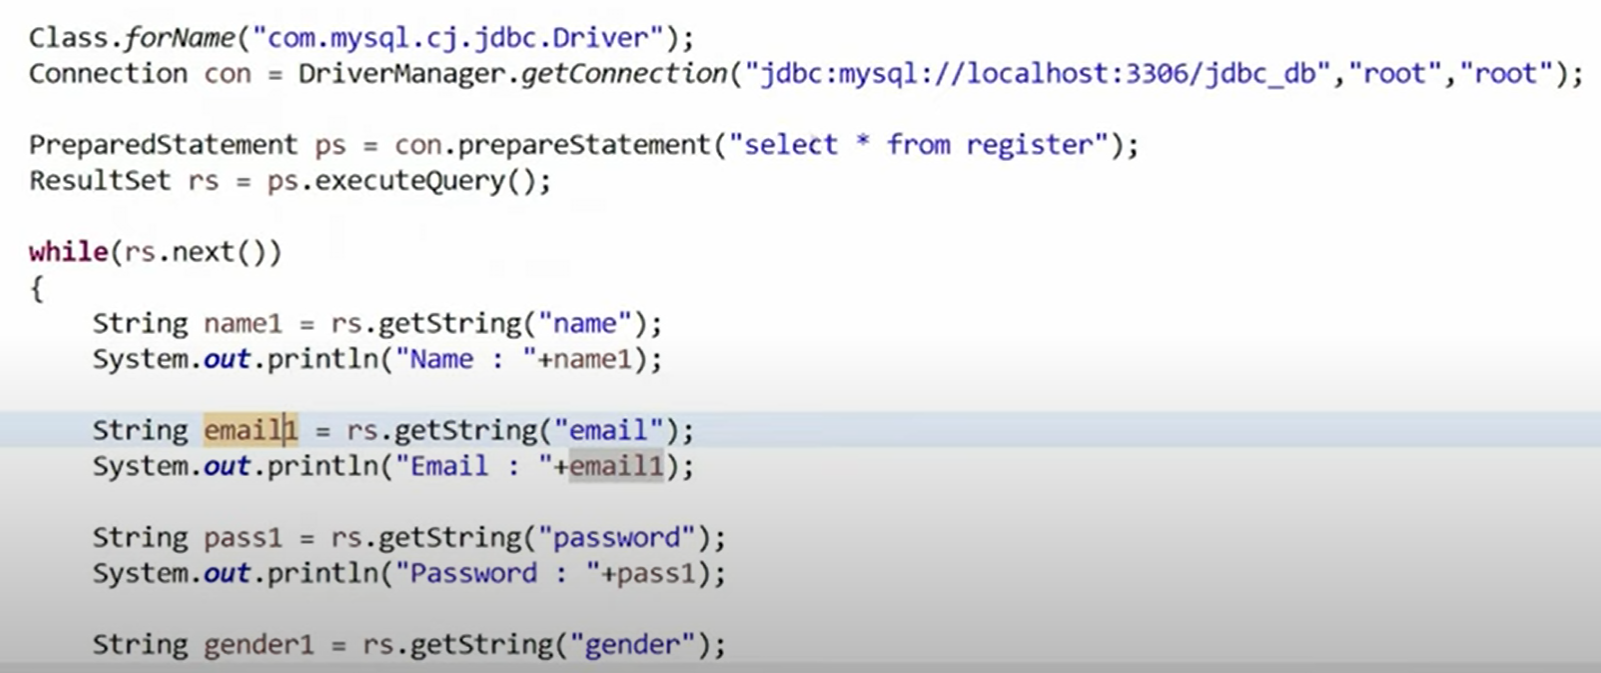 Class.forName("com.mysql.cj.jdbc.Driver");
Connection con = DriverManager.getConnection("jdbc:mysql://localhost:3306/jdbc_db","root","root");
PreparedStatement ps = con.prepareStatement("select * from register");
ResultSet rs = ps.executeQuery();
while(rs.next())
{
String name1 = rs.getString("name");
System.out.println("Name : "+name1);
String email1 = rs.getString("email");
System.out.println("Email : "+email1);
String pass1 = rs.getString("password");
System.out.println("Password : "+pass1);
String gender1 = rs.getString("gender");